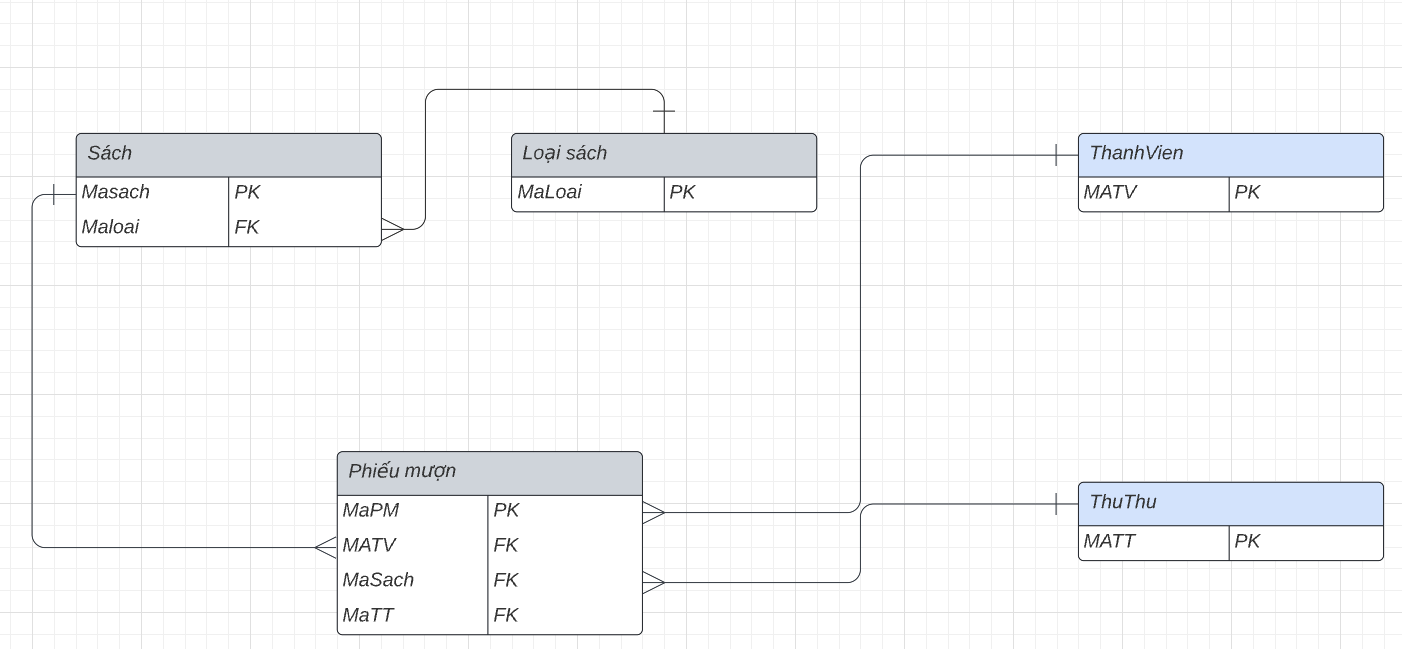 Sách
Masach PK
Maloai FK
Loại sách
MaLoai PK
ThanhVien
MATV PK
Phiếu mượn
MaPM PK
MATV FK
MaSach FK
MaTT FK
ThuThu
MATT PK